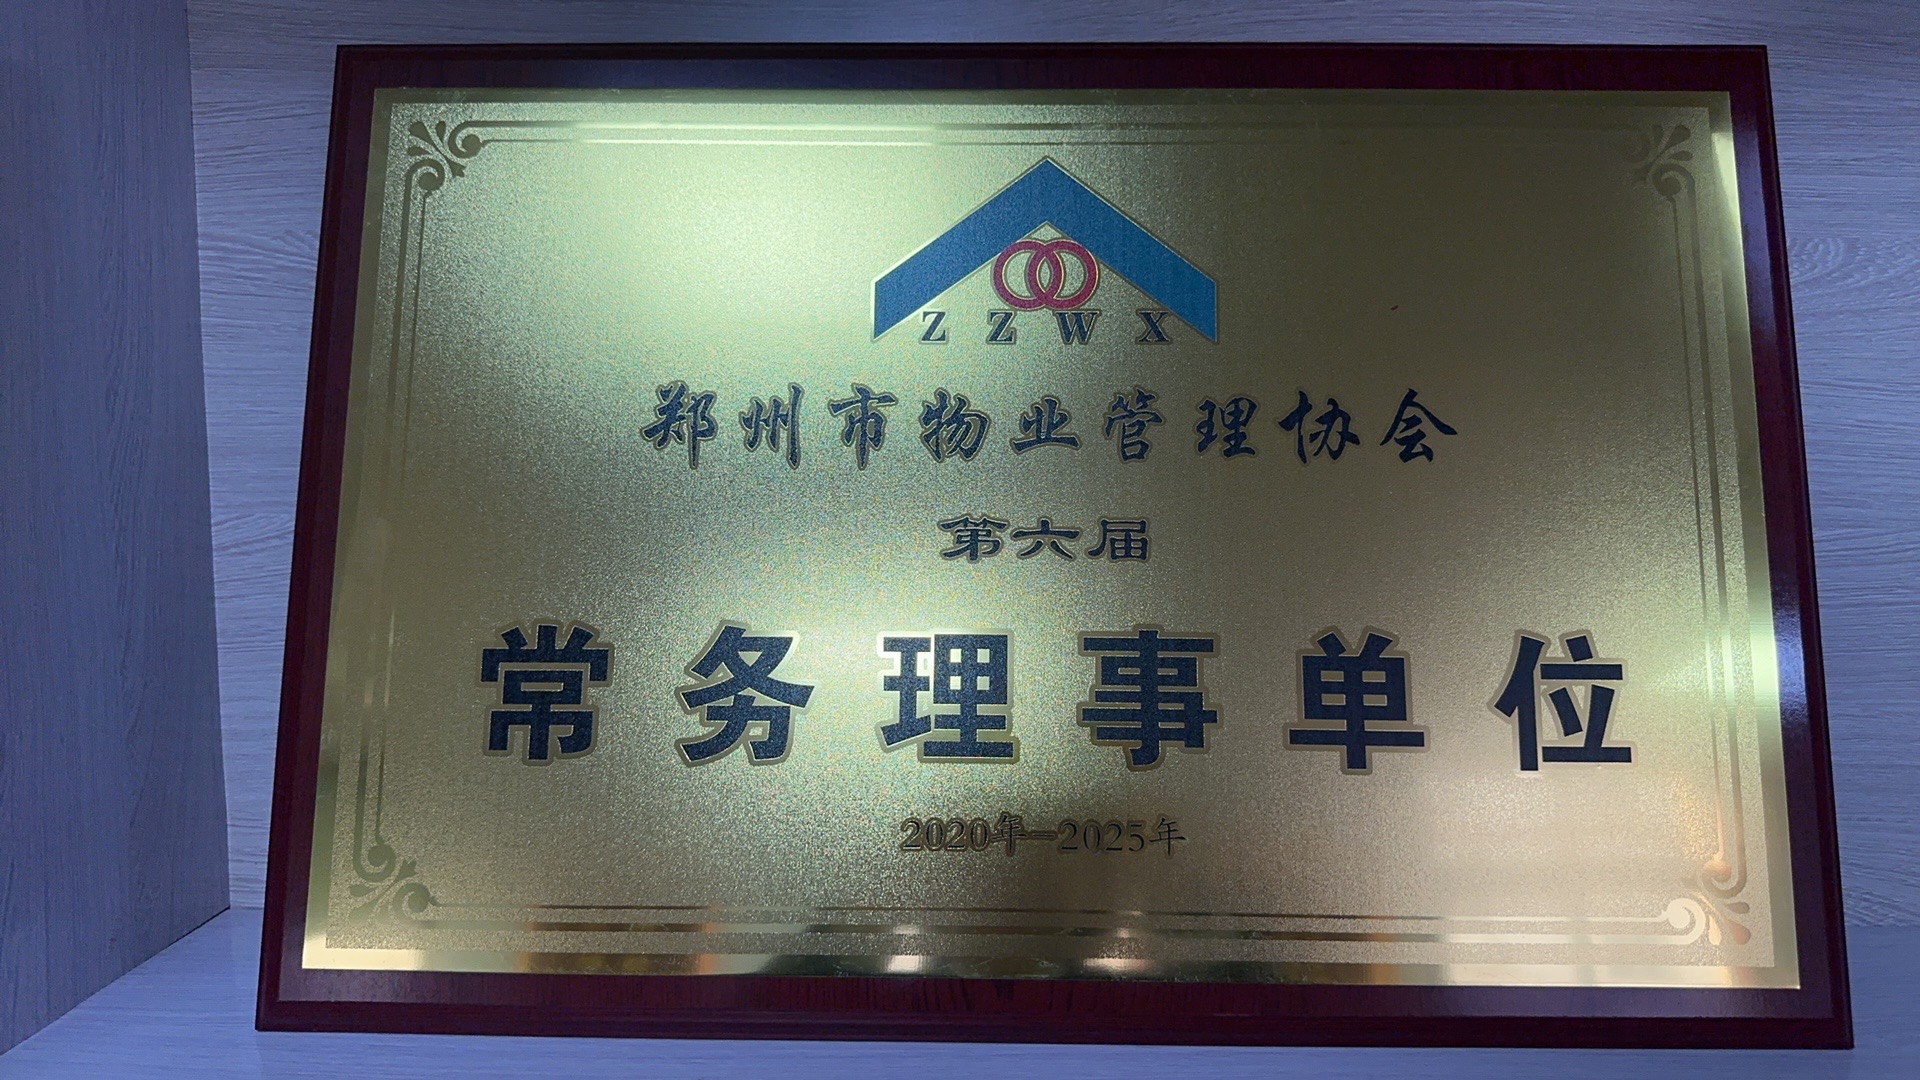 ZZWX
郑州市物业管理协会
第六届
常务理事单位
2020年-2025年